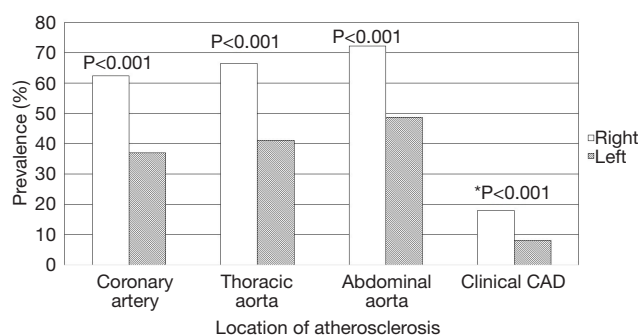 80
70
60
50
40
30
20
10
0
Prevalence (%)
P<0.001
P<0.001
P<0.001
*P<0.001
Right
Left
Coronary
artery
Thoracic
aorta
Abdominal
aorta
Clinical CAD
Location of atherosclerosis